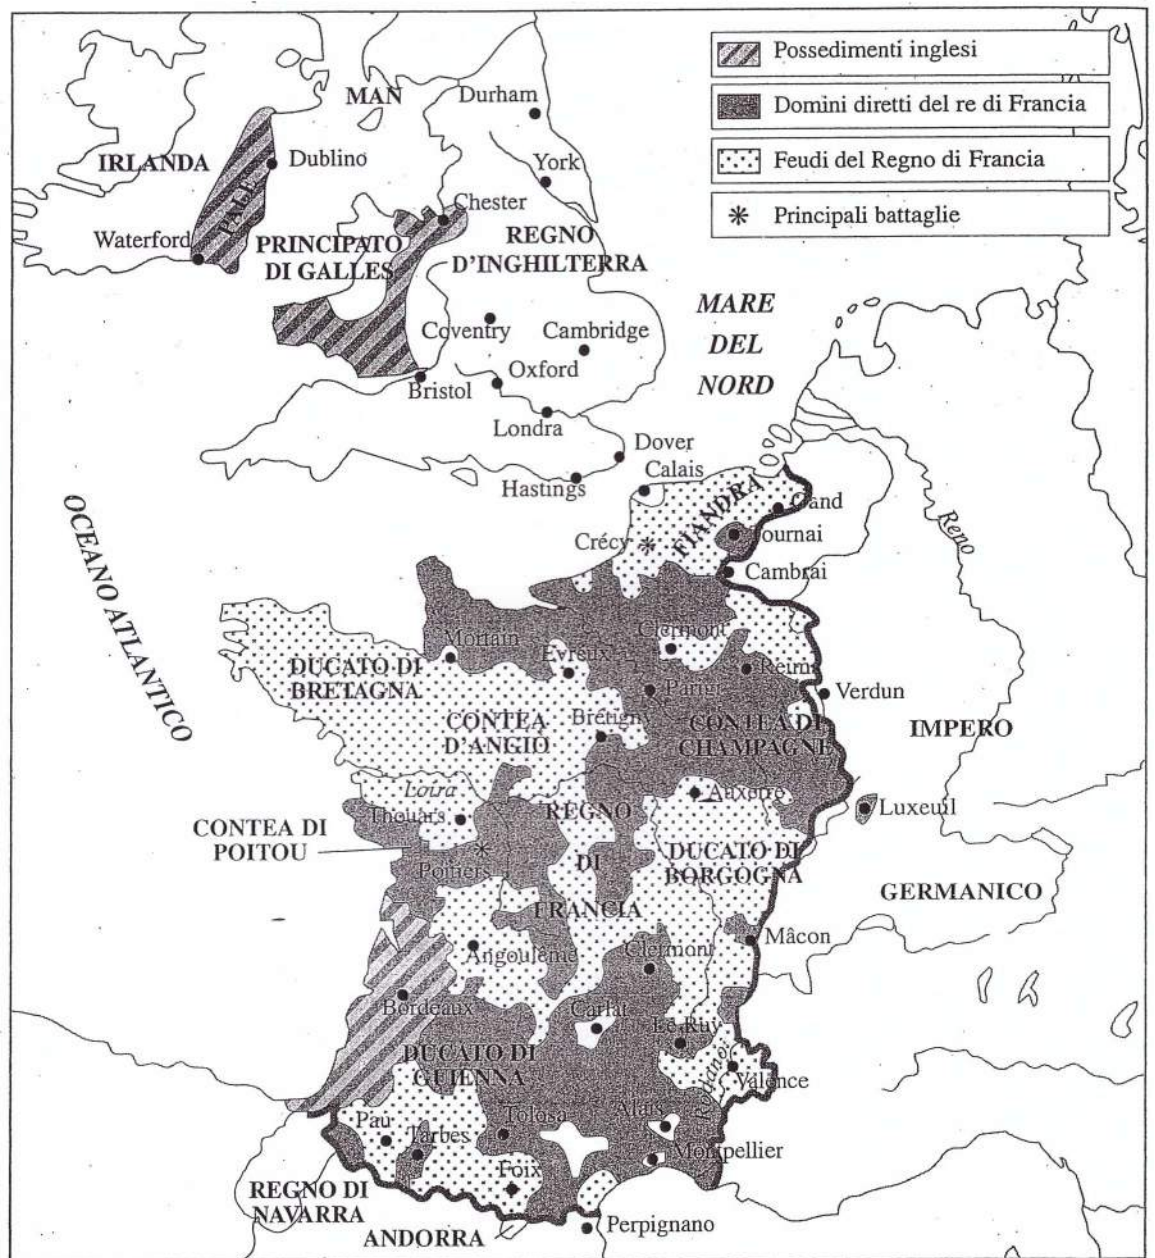 Possedimenti inglesi
Domini diretti del re di Francia
Feudi del Regno di Francia
Principali battaglie
MAN
Durham
IRLANDA
Dublino
York
PALE
Chester
Waterford
PRINCIPATO
DI GALLES
REGNO
D'INGHILTERRA
MARE
DEL
NORD
Coventry
Cambridge
Oxford
Bristol
Londra
Dover
Calais
Hastings
OCEANO ATLANTICO
FIANDRA
Gand
Reno
Crécy
Tournai
Cambrai
Mortain
Clermont
Evreux
DUCATO DI
BRETAGNA
Reims
Parigi
Verdun
CONTEA
D'ANGIO
Brétigny
CONTEA DI
CHAMPAGNE
IMPERO
Loira
Auxerre
Thouars
REGNO
Luxeuil
CONTEA DI
POITOU
Poitiers
DI
DUCATO DI
BORGOGNA
GERMANICO
FRANCIA
Mâcon
Angoulême
Clermont
Bordeaux
Carlat
Le Puy
DUCATO DI
GUIENNA
Rodano
Valence
Pau
Tarbes
Tolosa
Alais
Montpellier
Foix
REGNO DI
NAVARRA
ANDORRA
Perpignano